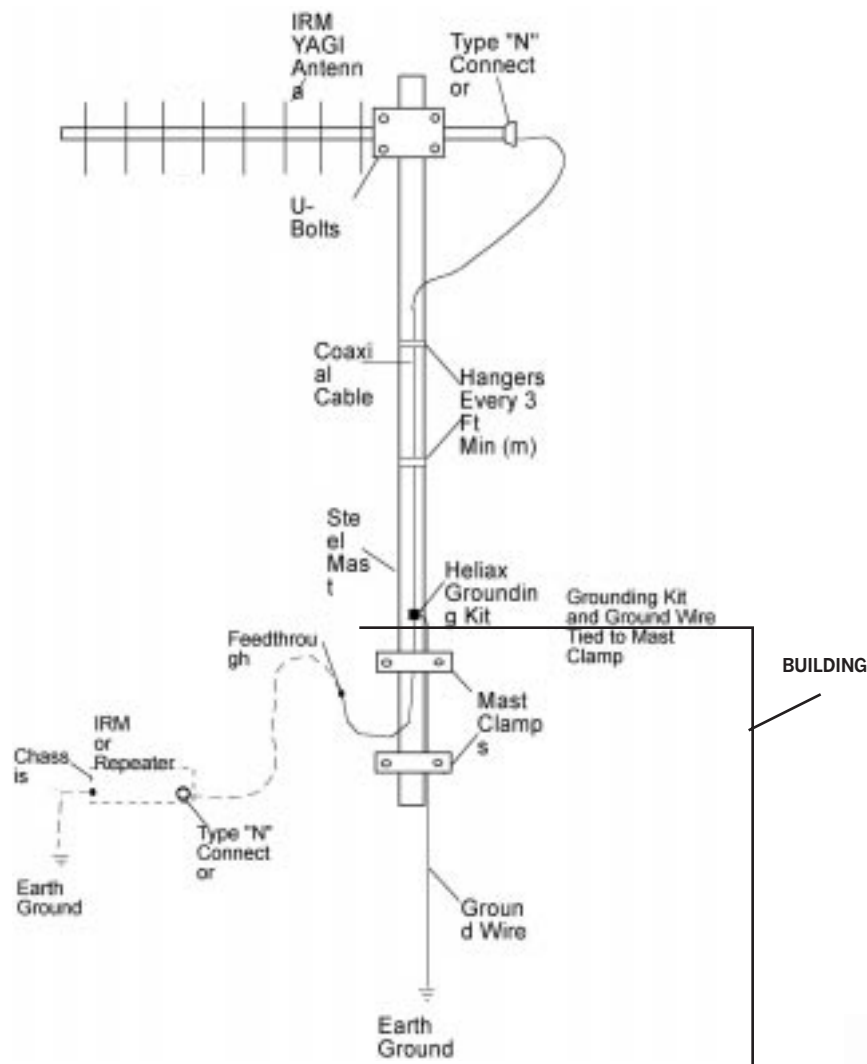 IRM
YAGI
Antenn
a
Type "N"
Connect
or
U-
Bolts
Coaxi
al
Cable
Hangers
Every 3
Ft
Min (m)
Ste
el
Mas
t
Heliax
Groundin
g Kit
Grounding Kit
and Ground Wire
Tied to Mast
Clamp
Feedthrou
gh
BUILDING
Mast
Clamp
s
IRM
or
Repeater
Chass
is
Type "N"
Connect
or
Earth
Ground
Groun
d Wire
Earth
Ground